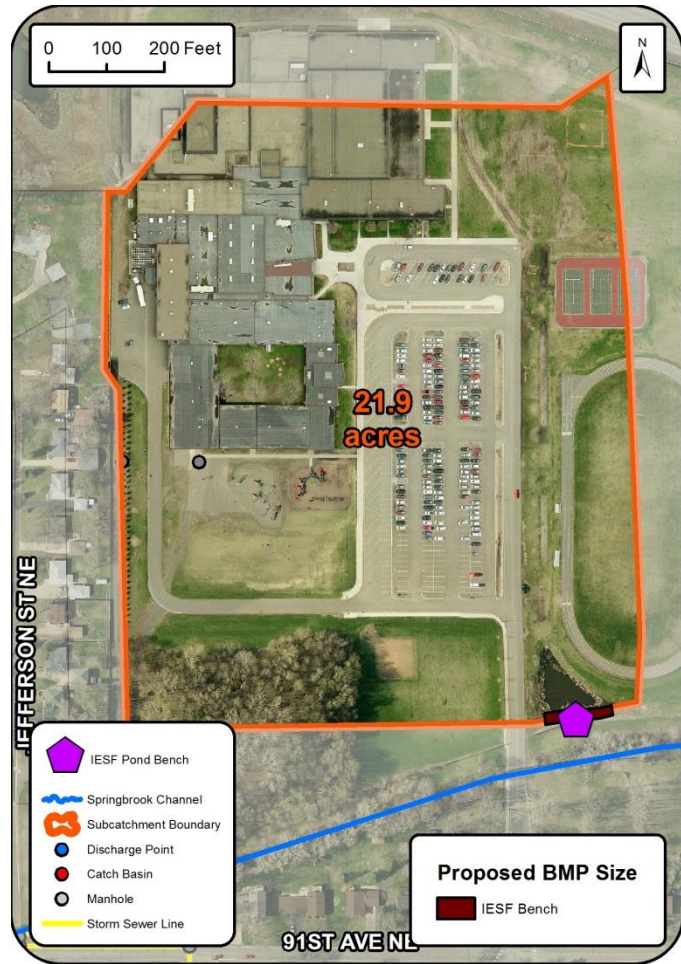 0 100 200 Feet
N
21.9
acres
JEFFERSON ST NE
IESF Pond Bench
Springbrook Channel
Subcatchment Boundary
Discharge Point
Catch Basin
Manhole
Storm Sewer Line
Proposed BMP Size
IESF Bench
91ST AVE NE